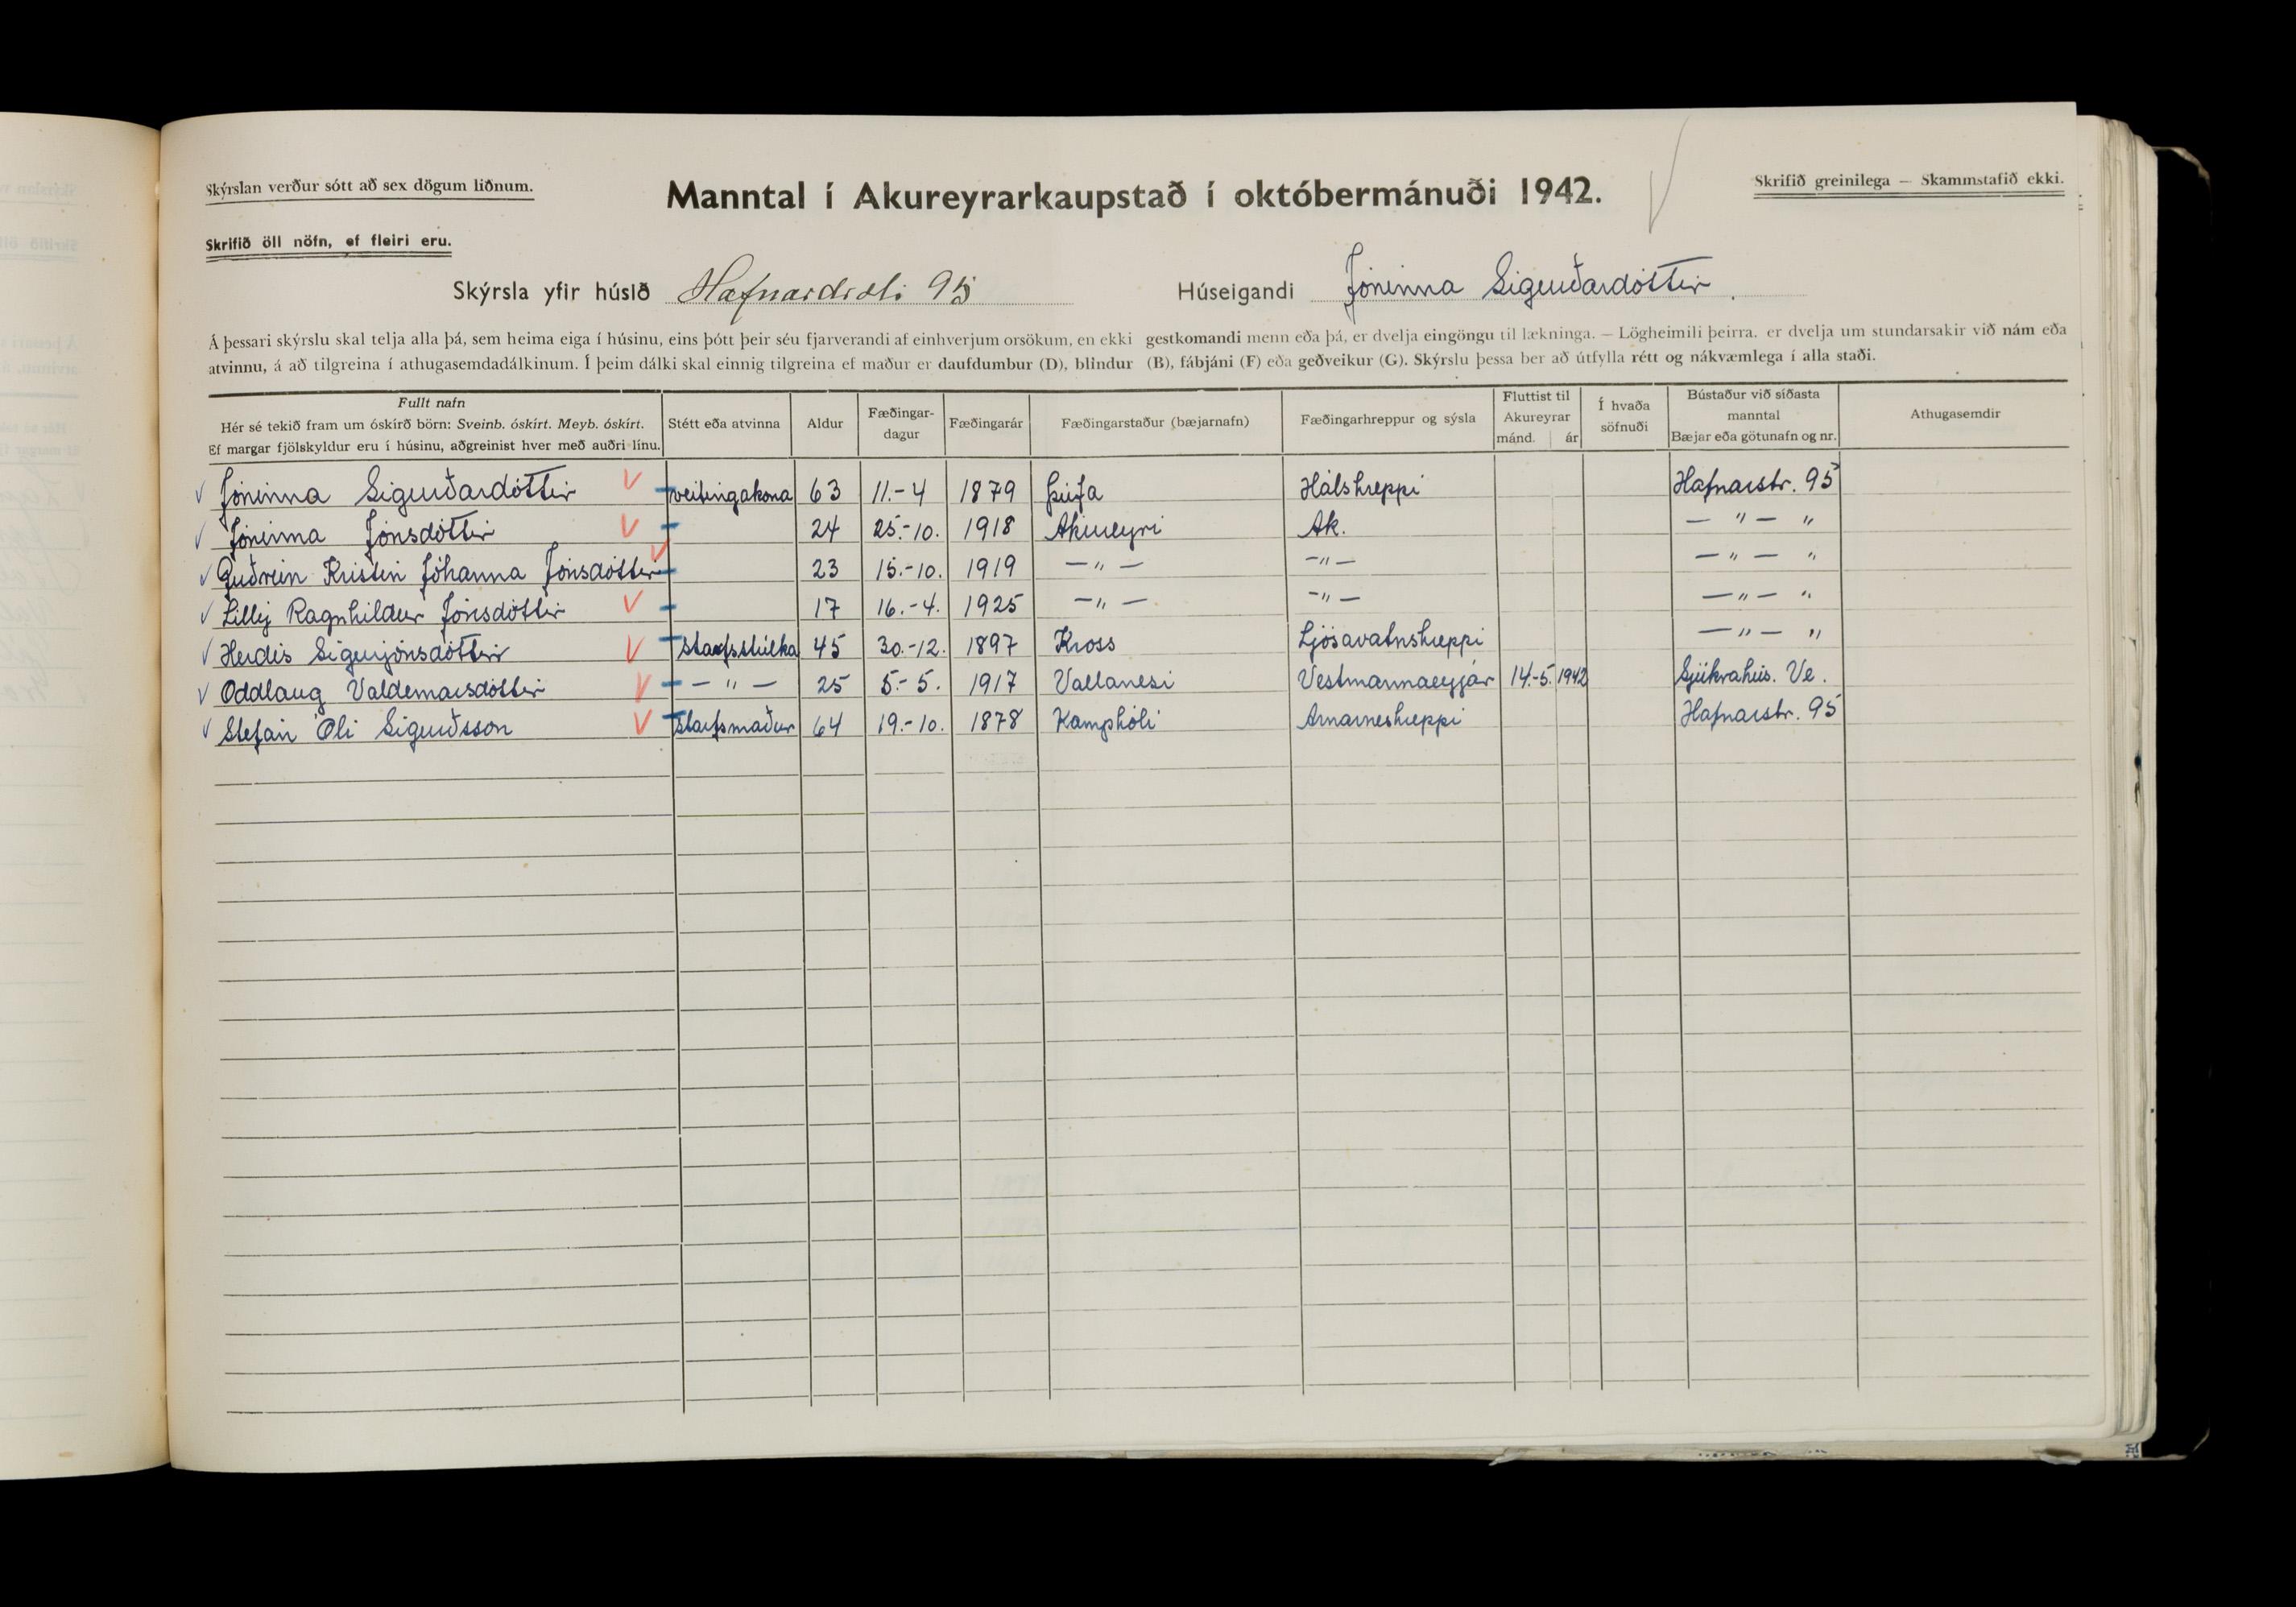 Skýrslan verður sótt að sex dögum liðnum.
Manntal í Akureyrarkaupstað í októbermánuði 1942.
Skrifið greinilega — Skammstafið ekki.
Skrifið öll nöfn, ef fleiri eru.
Skýrsla yfir húsið Hafnarstræti 95 Húseigandi Jóninna Sigurðardóttir.
Á þessari skýrslu skal telja alla þá, sem heima eiga í húsinu, eins þótt þeir séu fjarverandi af einhverjum orsökum, en ekki gestkomandi menn eða þá, er dvelja eingöngu til lækninga. — Lögheimili þeirra. er dvelja um stundarsakir við nám eða
atvinnu, á að tilgreina í athugasemdadálkinum. Í þeim dálki skal einnig tilgreina ef maður er daufdumbur (D), blindur (B), fábjáni (F) eða geðveikur (G). Skýrslu þessa ber að útfylla rétt og nákvæmlega í alla staði.
Fullt nafn
Hér sé tekið fram um óskírð börn: Sveinb. óskírt. Meyb. óskírt.
Ef margar fjölskyldur eru í húsinu, aðgreinist hver með auðri línu.
Stétt eða atvinna
Aldur
Fæðingar-
dagur
Fæðingarár
Fæðingarstaður (bæjarnafn)
Fæðingarhreppur og sýsla
Fluttist til
Akureyrar
mánd. ár
Í hvaða
söfnuði
Bústaður við síðasta
manntal
Bæjar eða götunafn og nr.
Athugasemdir
Jóninna Sigurðardóttir veitingakona 63 11.-4 1879 Þúfa Hálshreppi Hafnarstr. 95
Jóninna Jónsdóttir 24 25.-10. 1918 Akureyri Ak. — " — "
Guðrún Kristín Jóhanna Jónsdóttir 23 15.-10. 1919 — " — — " — — " — "
Lilly Ragnhildur Jónsdóttir 17 16.-4. 1925 — " — — " — — " — "
Herdís Sigurjónsdóttir Starfsstúlka 45 30.-12. 1897 Kross Ljósavatnshreppi — " — "
Oddlaug Valdemarsdóttir — " — 25 5.-5. 1917 Vallanesi Vestmannaeyjar 14.-5. 1942 Sjúkrahús. Ve.
Stefán Óli Sigurðsson Starfsmaður 64 19.-10. 1878 Kamphóli Arnarneshreppi Hafnarstr. 95